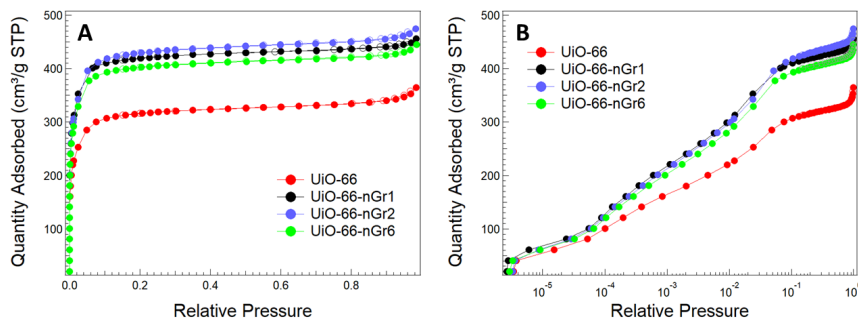 A
500
400
300
200
100
Quantity Adsorbed (cm³/g STP)
UiO-66
UiO-66-nGr1
UiO-66-nGr2
UiO-66-nGr6
0.0 0.2 0.4 0.6 0.8
Relative Pressure
B
500
400
300
200
100
Quantity Adsorbed (cm³/g STP)
UiO-66
UiO-66-nGr1
UiO-66-nGr2
UiO-66-nGr6
10⁻⁵ 10⁻⁴ 10⁻³ 10⁻² 10⁻¹ 10
Relative Pressure